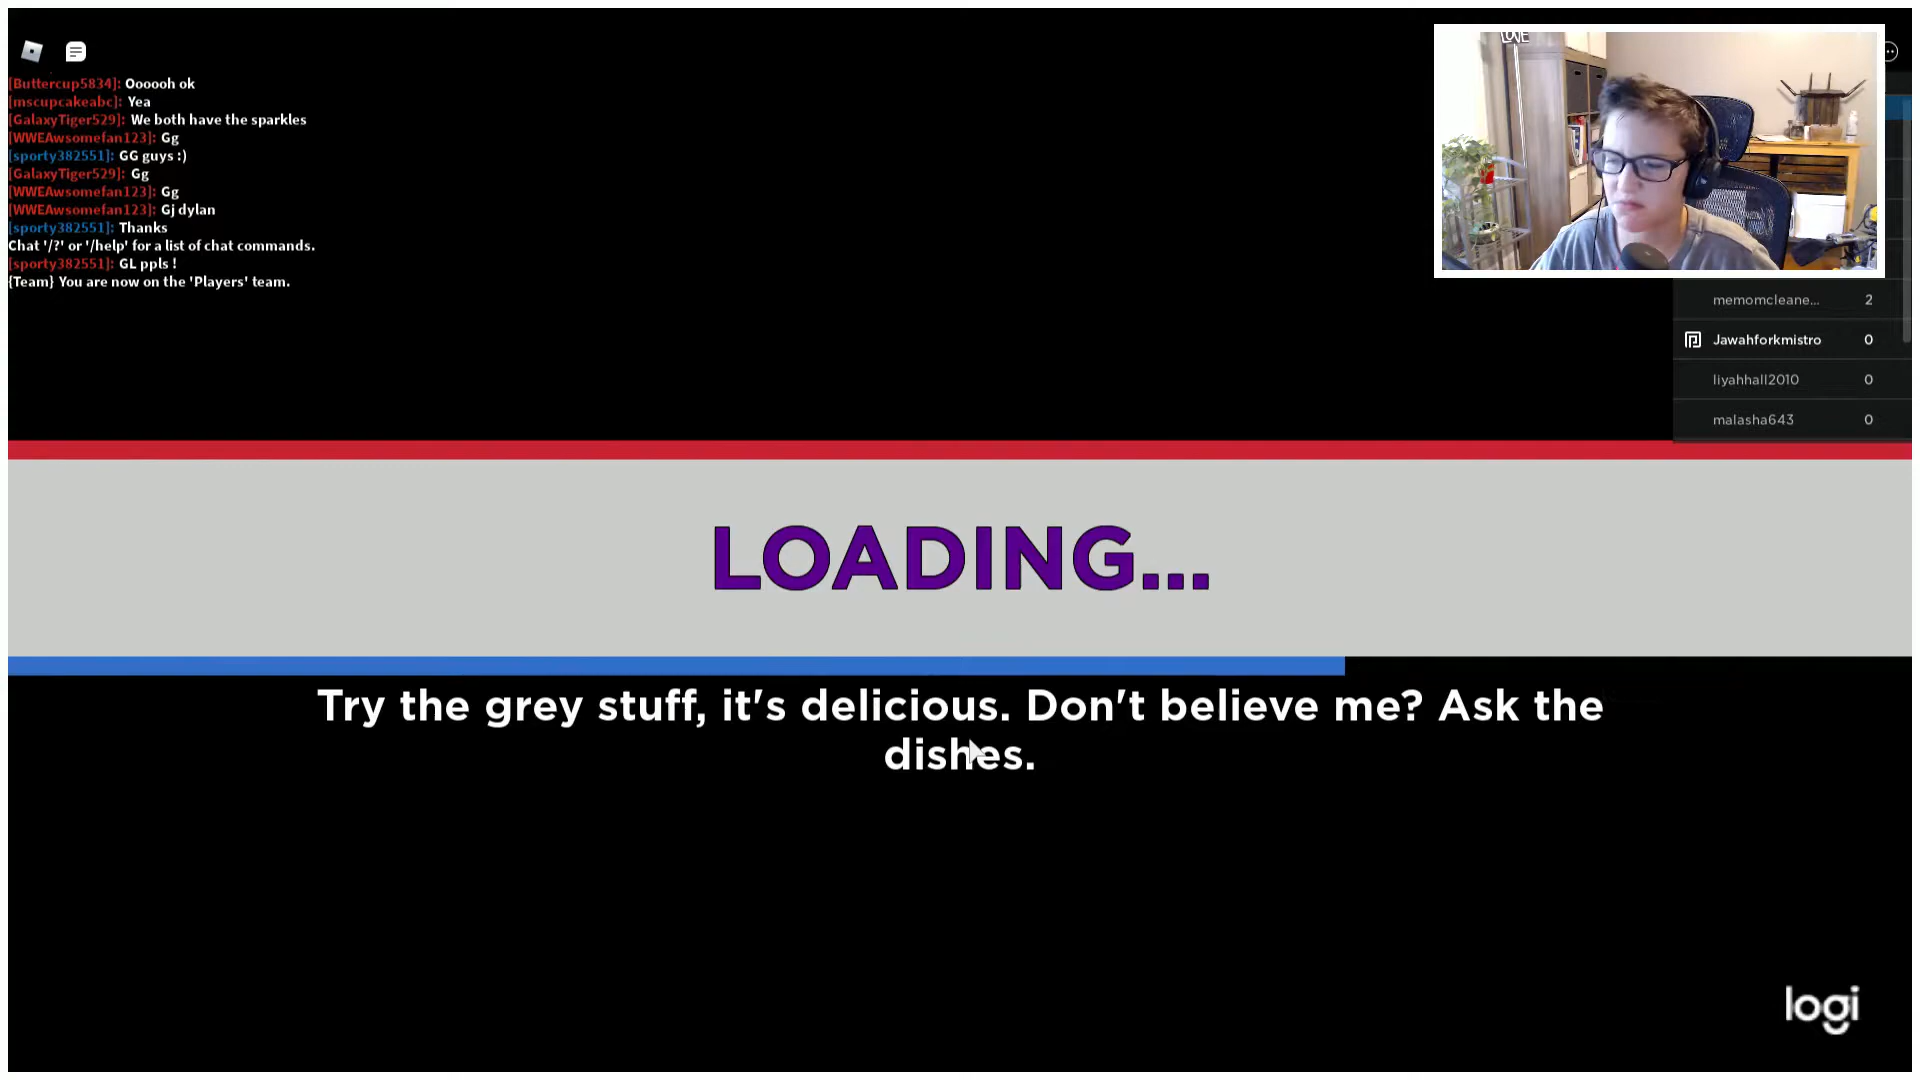 LOVE
[Buttercup5834]: Oooooh ok
[mscupcakeabc]: Yea
[GalaxyTiger529]: We both have the sparkles
[WWEAwsomefan123]: Gg
[sporty382551]: GG guys :)
[GalaxyTiger529]: Gg
[WWEAwsomefan123]: Gg
[WWEAwsomefan123]: Gj dylan
[sporty382551]: Thanks
Chat '/?' or '/help' for a list of chat commands.
[sporty382551]: GL ppls !
{Team} You are now on the 'Players' team.
memomcleane... 2
Jawahforkmistro 0
liyahhall2010 0
malasha643 0
LOADING...
Try the grey stuff, it's delicious. Don't believe me? Ask the
dishes.
logi